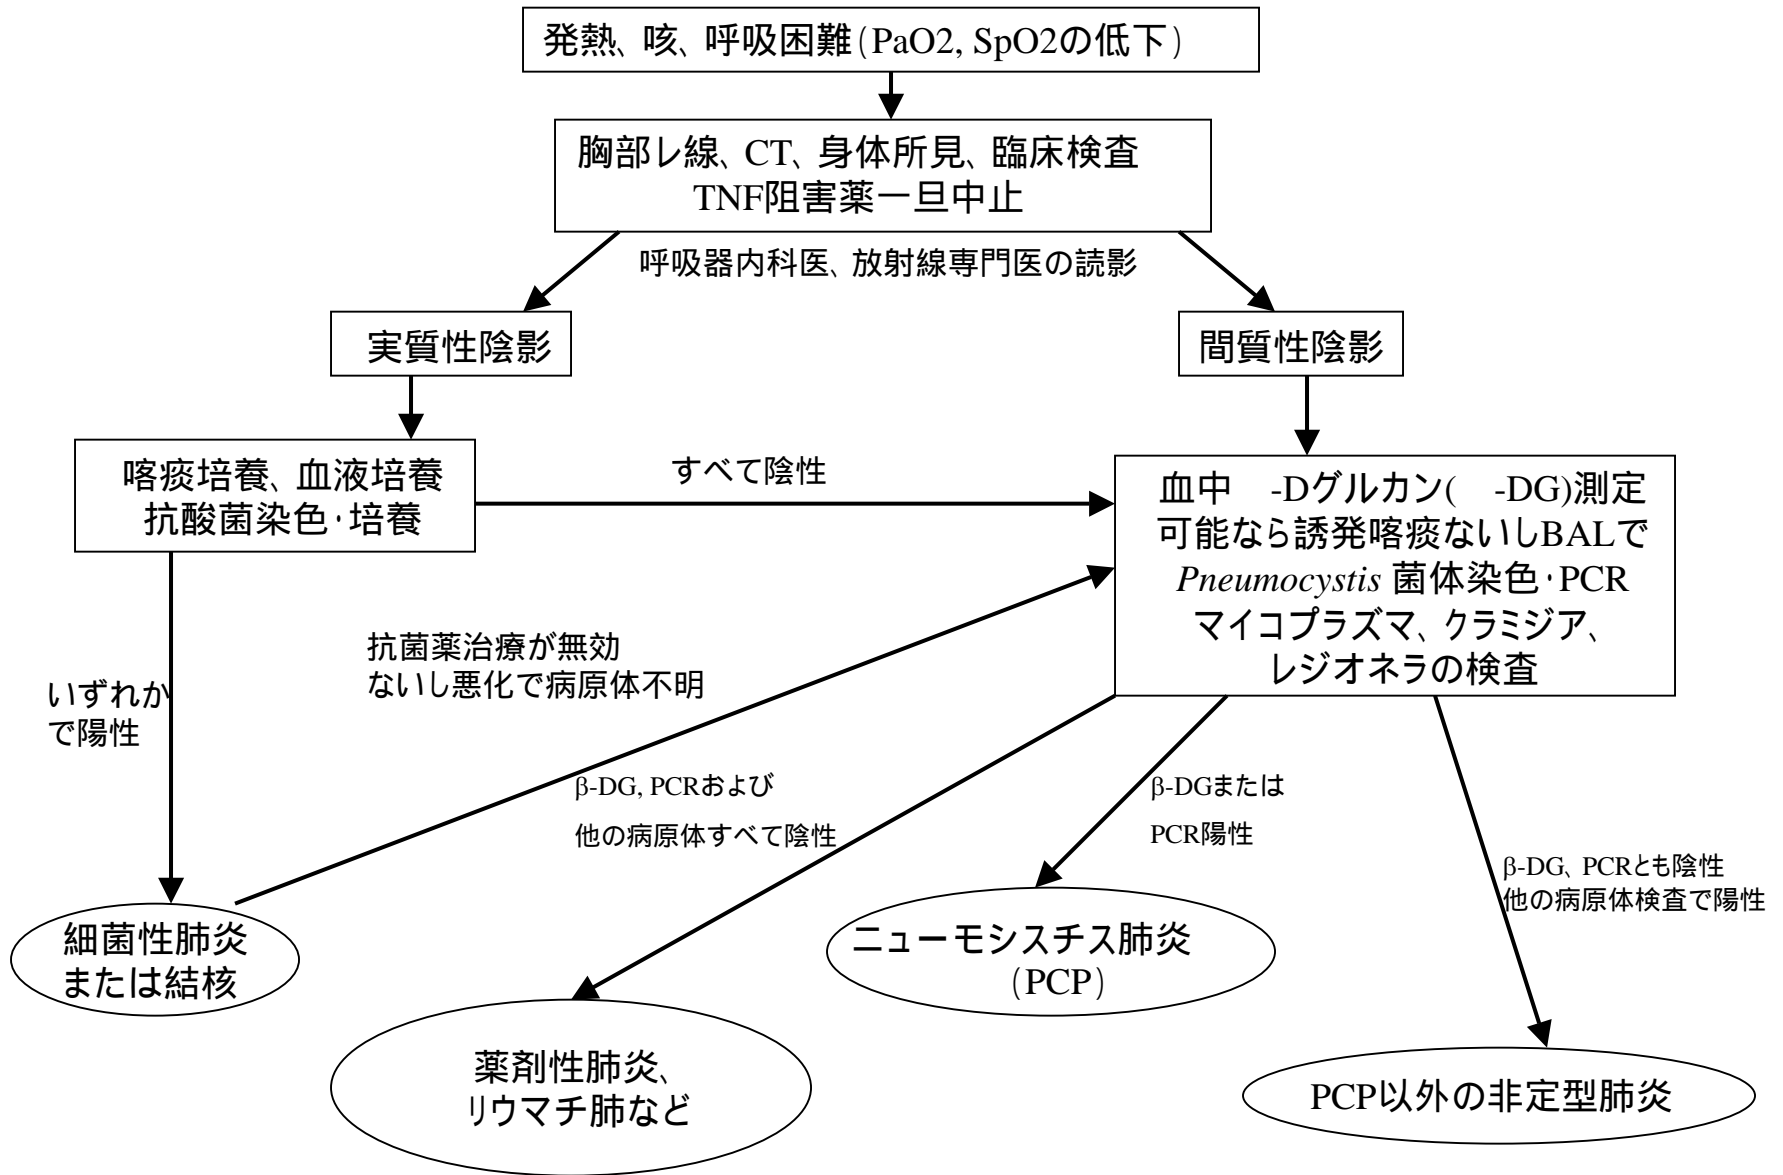 発熱、咳、呼吸困難(PaO2, SpO2の低下)
胸部レ線、CT、身体所見、臨床検査
TNF阻害薬一旦中止
呼吸器内科医、放射線専門医の読影
実質性陰影
間質性陰影
喀痰培養、血液培養
抗酸菌染色・培養
すべて陰性
血中 -Dグルカン( -DG)測定
可能なら誘発喀痰ないしBALで
Pneumocystis 菌体染色・PCR
マイコプラズマ、クラミジア、
レジオネラの検査
抗菌薬治療が無効
ないし悪化で病原体不明
いずれか
で陽性
β-DG, PCRおよび
他の病原体すべて陰性
β-DGまたは
PCR陽性
β-DG、PCRとも陰性
他の病原体検査で陽性
細菌性肺炎
または結核
ニューモシスチス肺炎
(PCP)
薬剤性肺炎、
リウマチ肺など
PCP以外の非定型肺炎